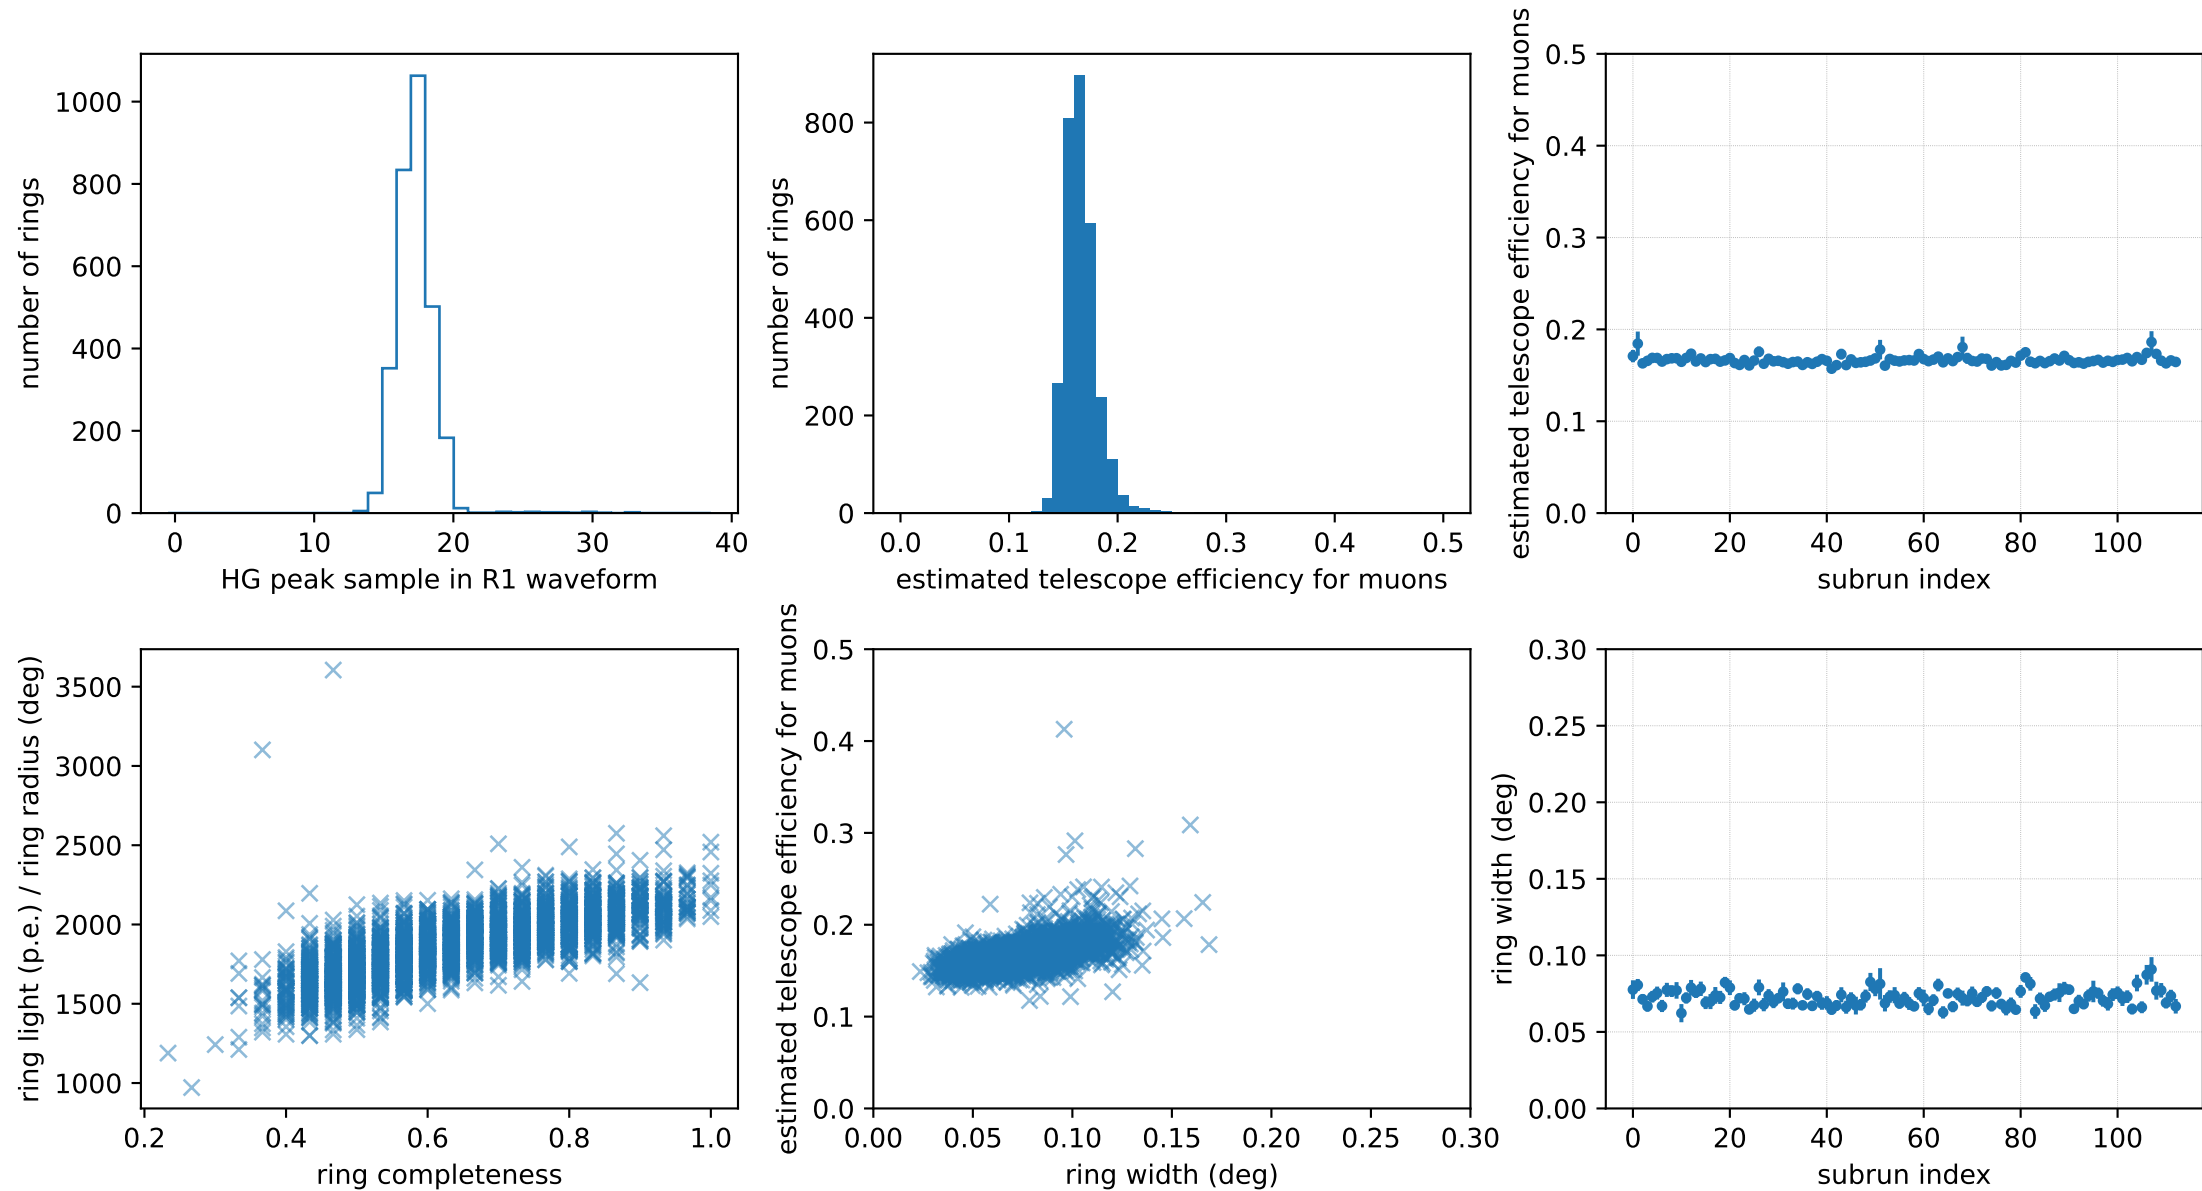 number of rings
1000
800
600
400
200
0
0 10 20 30 40
HG peak sample in R1 waveform
number of rings
800
600
400
200
0
0.0 0.1 0.2 0.3 0.4 0.5
estimated telescope efficiency for muons
estimated telescope efficiency for muons
0.5
0.4
0.3
0.2
0.1
0.0
0 20 40 60 80 100
subrun index
ring light (p.e.) / ring radius (deg)
3500
3000
2500
2000
1500
1000
0.2 0.4 0.6 0.8 1.0
ring completeness
estimated telescope efficiency for muons
0.5
0.4
0.3
0.2
0.1
0.0
0.00 0.05 0.10 0.15 0.20 0.25 0.30
ring width (deg)
ring width (deg)
0.30
0.25
0.20
0.15
0.10
0.05
0.00
0 20 40 60 80 100
subrun index